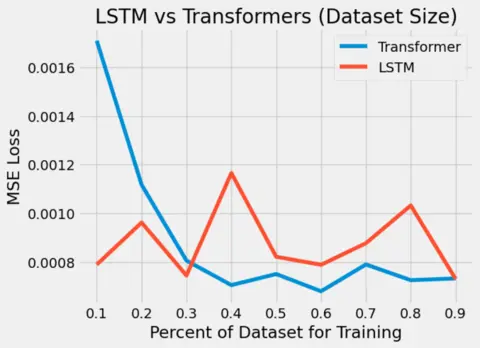 LSTM vs Transformers (Dataset Size)
Transformer
LSTM
MSE Loss
0.0016
0.0014
0.0012
0.0010
0.0008
0.1 0.2 0.3 0.4 0.5 0.6 0.7 0.8 0.9
Percent of Dataset for Training